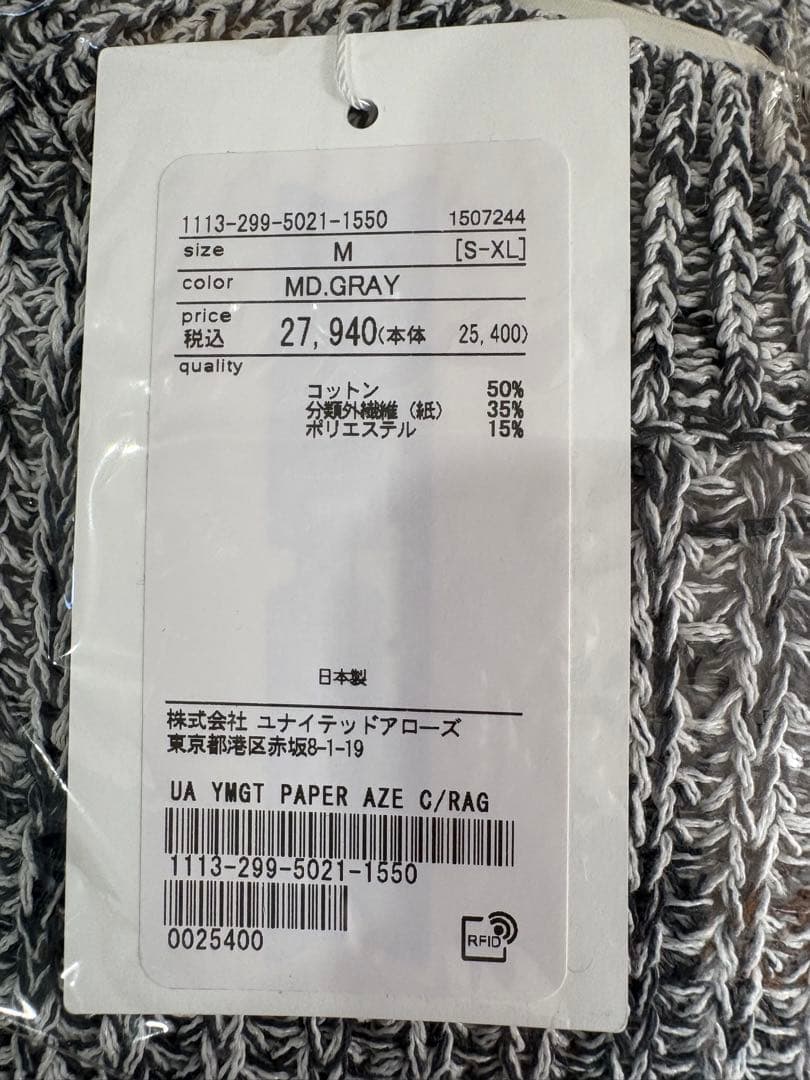 1113-299-5021-1550 1507244
size M [S-XL]
color MD.GRAY
price
税込 27,940(本体 25,400)
quality
コットン 50%
分類外繊維(紙) 35%
ポリエステル 15%
日本製
株式会社 ユナイテッドアローズ
東京都港区赤坂8-1-19
UA YMGT PAPER AZE C/RAG
1113-299-5021-1550
0025400
RFID